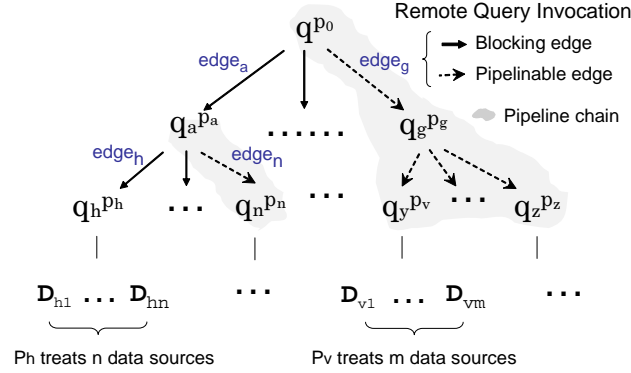 Remote Query Invocation
Blocking edge
Pipelinable edge
Pipeline chain
q^p0
edge_a
edge_g
q_a^pa
......
q_g^pg
edge_h
edge_n
q_h^ph
...
q_n^pn
...
q_y^pv
...
q_z^pz
D_h1 ... D_hn
...
D_v1 ... D_vm
...
Ph treats n data sources
Pv treats m data sources